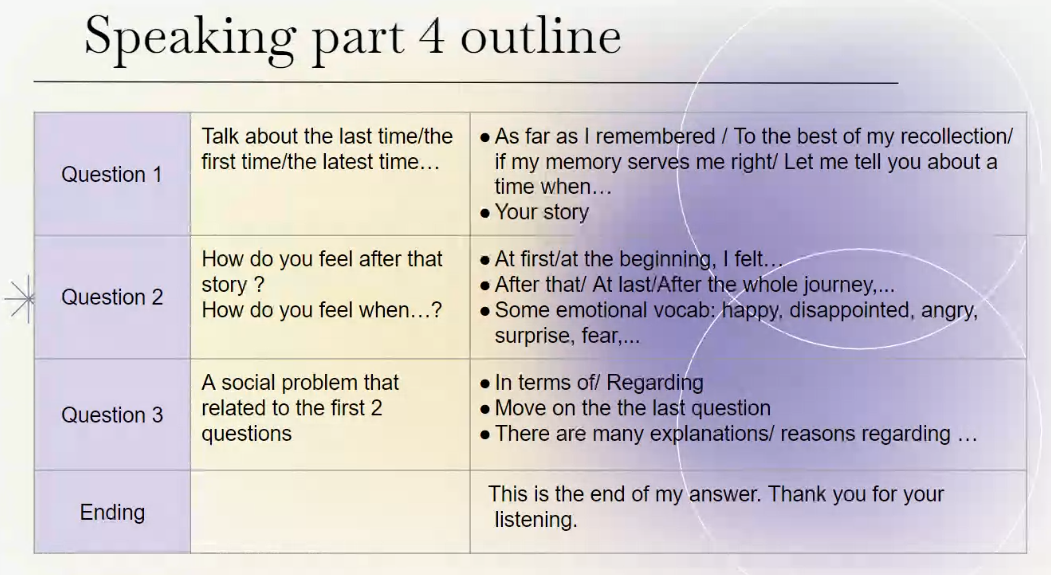 Speaking part 4 outline
Question 1
Talk about the last time/the
first time/the latest time…
● As far as I remembered / To the best of my recollection/
if my memory serves me right/ Let me tell you about a
time when…
● Your story
Question 2
How do you feel after that
story ?
How do you feel when…?
● At first/at the beginning, I felt…
● After that/ At last/After the whole journey,...
● Some emotional vocab: happy, disappointed, angry,
surprise, fear,...
Question 3
A social problem that
related to the first 2
questions
● In terms of/ Regarding
● Move on the the last question
● There are many explanations/ reasons regarding …
Ending
This is the end of my answer. Thank you for your
listening.